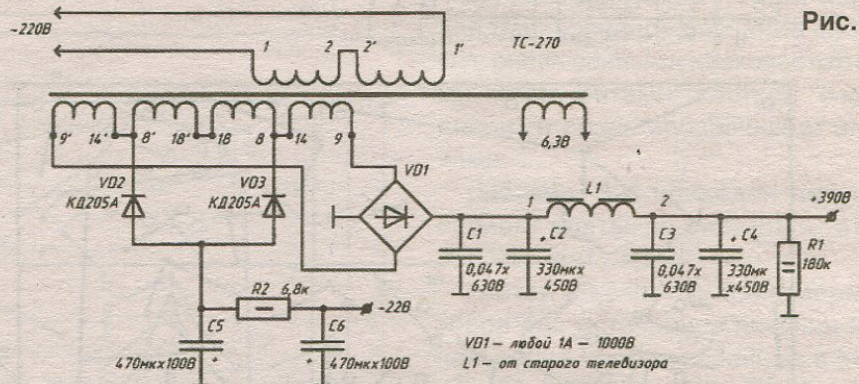 Рис.
~220В
1
2
2'
1'
ТС-270
9'
14'
8'
18'
18
8
14
9
6,3В
VD2
КД205А
VD3
КД205А
VD1
1
L1
2
+390В
C1
0,047х
630В
C2
330мкх
450В
C3
0,047х
630В
C4
330мк
х450В
R1
180к
R2 6,8к
-22В
C5
470мкх100В
C6
470мкх100В
VD1 – любой 1А – 1000В
L1 – от старого телевизора